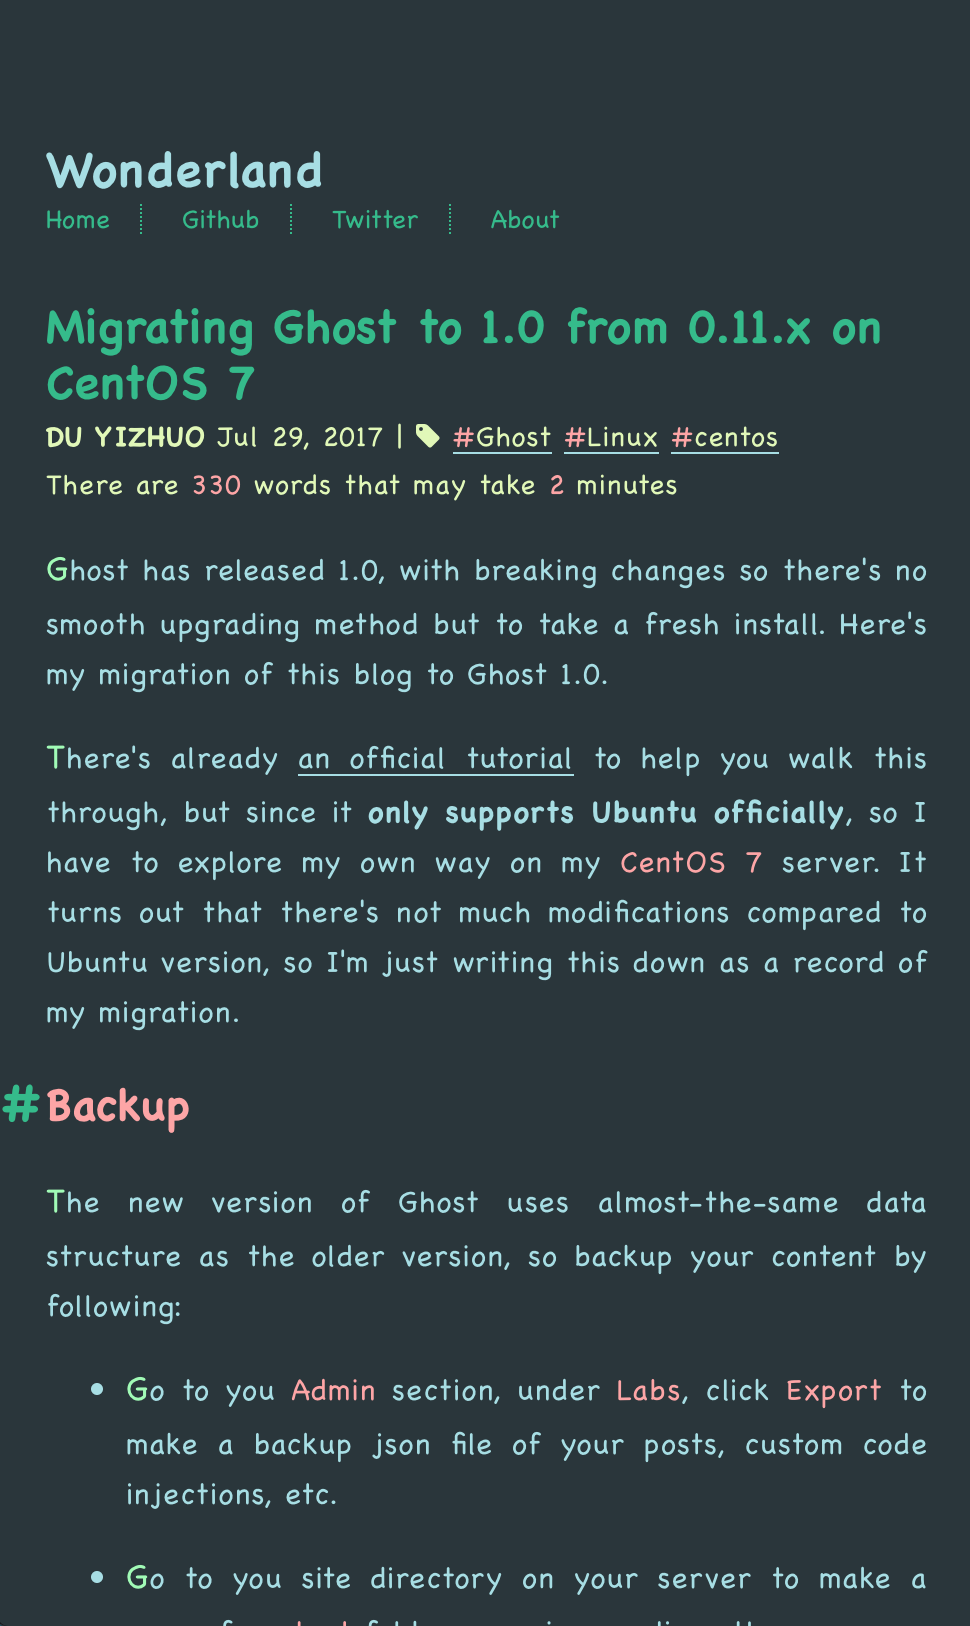 Wonderland
Home Github Twitter About
Migrating Ghost to 1.0 from 0.11.x on
CentOS 7
DU YIZHUO Jul 29, 2017 | #Ghost #Linux #centos
There are 330 words that may take 2 minutes
Ghost has released 1.0, with breaking changes so there's no
smooth upgrading method but to take a fresh install. Here's
my migration of this blog to Ghost 1.0.
There's already an official tutorial to help you walk this
through, but since it only supports Ubuntu officially, so I
have to explore my own way on my CentOS 7 server. It
turns out that there's not much modifications compared to
Ubuntu version, so I'm just writing this down as a record of
my migration.
# Backup
The new version of Ghost uses almost-the-same data
structure as the older version, so backup your content by
following:
Go to you Admin section, under Labs, click Export to
make a backup json file of your posts, custom code
injections, etc.
Go to you site directory on your server to make a